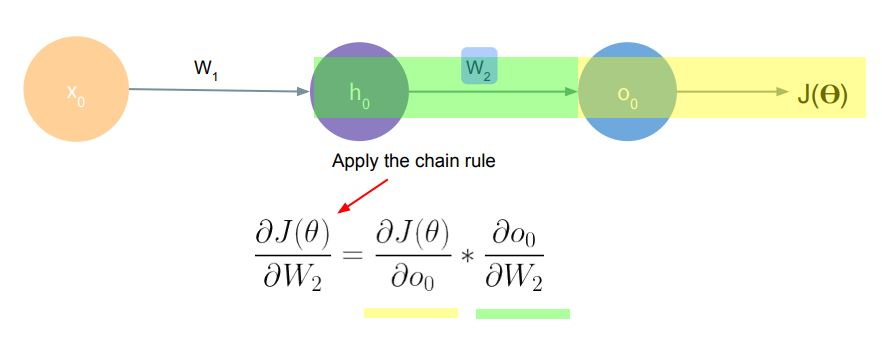 x₀ W₁ h₀ W₂ o₀ J(Θ)
Apply the chain rule
∂J(θ)/∂W₂ = ∂J(θ)/∂o₀ * ∂o₀/∂W₂